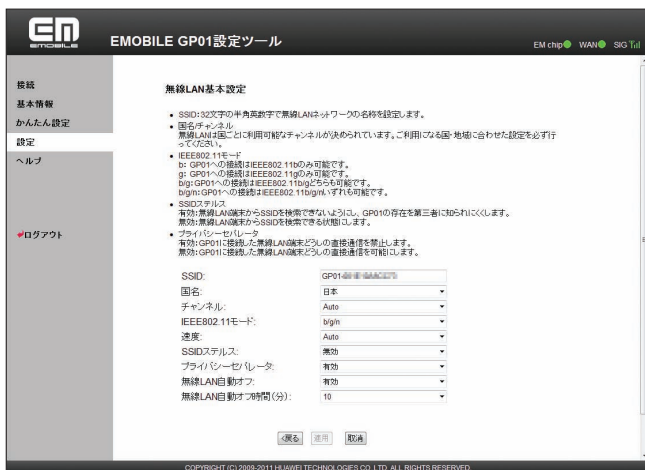 EM
EMOBILE
EMOBILE GP01設定ツール
EM chip WAN SIG
接続
基本情報
かんたん設定
設定
ヘルプ
ログアウト
無線LAN基本設定
• SSID:32文字の半角英数字で無線LANネットワークの名称を設定します。
• 国名/チャンネル
無線LANは国ごとに利用可能なチャンネルが決められています。ご利用になる国・地域に合わせた設定を必ず行
ってください。
• IEEE802.11モード
b: GP01への接続はIEEE802.11bのみ可能です。
g: GP01への接続はIEEE802.11gのみ可能です。
b/g:GP01への接続はIEEE802.11b/gどちらも可能です。
b/g/n:GP01への接続はIEEE802.11b/g/nいずれも可能です。
• SSIDステルス
有効:無線LAN端末からSSIDを検索できないようにし、GP01の存在を第三者に知られにくくします。
無効:無線LAN端末からSSIDを検索できる状態にします。
• プライバシーセパレータ
有効:GP01に接続した無線LAN端末どうしの直接通信を禁止します。
無効:GP01に接続した無線LAN端末どうしの直接通信を可能にします。
SSID: GP01-
国名: 日本
チャンネル: Auto
IEEE802.11モード: b/g/n
速度: Auto
SSIDステルス: 無効
プライバシーセパレータ: 有効
無線LAN自動オフ: 有効
無線LAN自動オフ時間(分): 10
<戻る 適用 取消
COPYRIGHT (C) 2009-2011 HUAWEI TECHNOLOGIES CO. LTD. ALL RIGHTS RESERVED